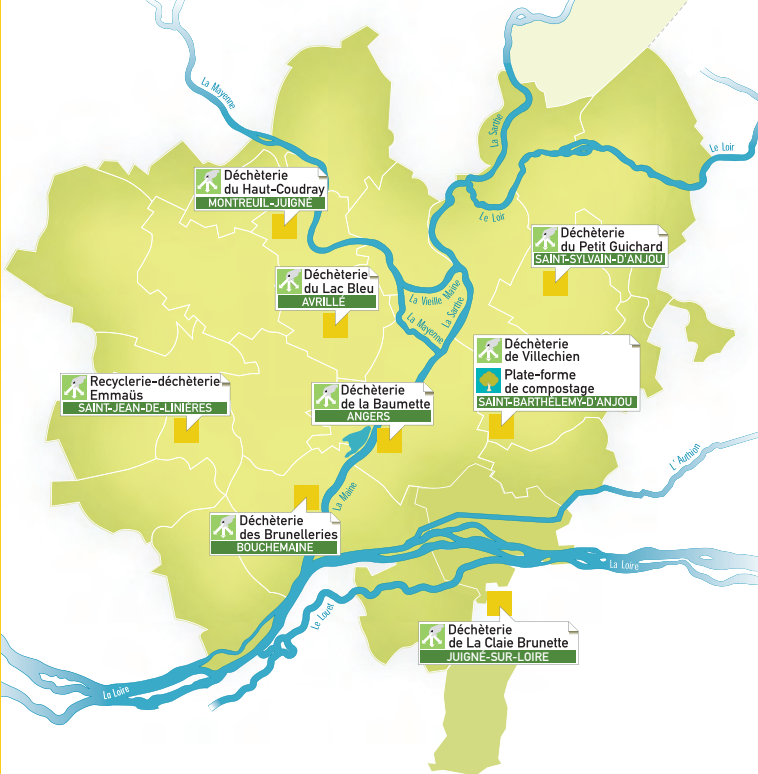 La Mayenne
La Sarthe
Le Loir
Déchèterie
du Haut-Coudray
MONTREUIL-JUIGNÉ
Le Loir
Déchèterie
du Petit Guichard
SAINT-SYLVAIN-D'ANJOU
Déchèterie
du Lac Bleu
AVRILLÉ
La Vieille Maine
La Mayenne
La Sarthe
Déchèterie
de Villechien
Plate-forme
de compostage
SAINT-BARTHÉLEMY-D'ANJOU
Recyclerie-déchèterie
Emmaüs
SAINT-JEAN-DE-LINIÈRES
Déchèterie
de la Baumette
ANGERS
L'Authion
La Maine
Déchèterie
des Brunelleries
BOUCHEMAINE
La Loire
Le Louet
Déchèterie
de La Claie Brunette
JUIGNÉ-SUR-LOIRE
La Loire